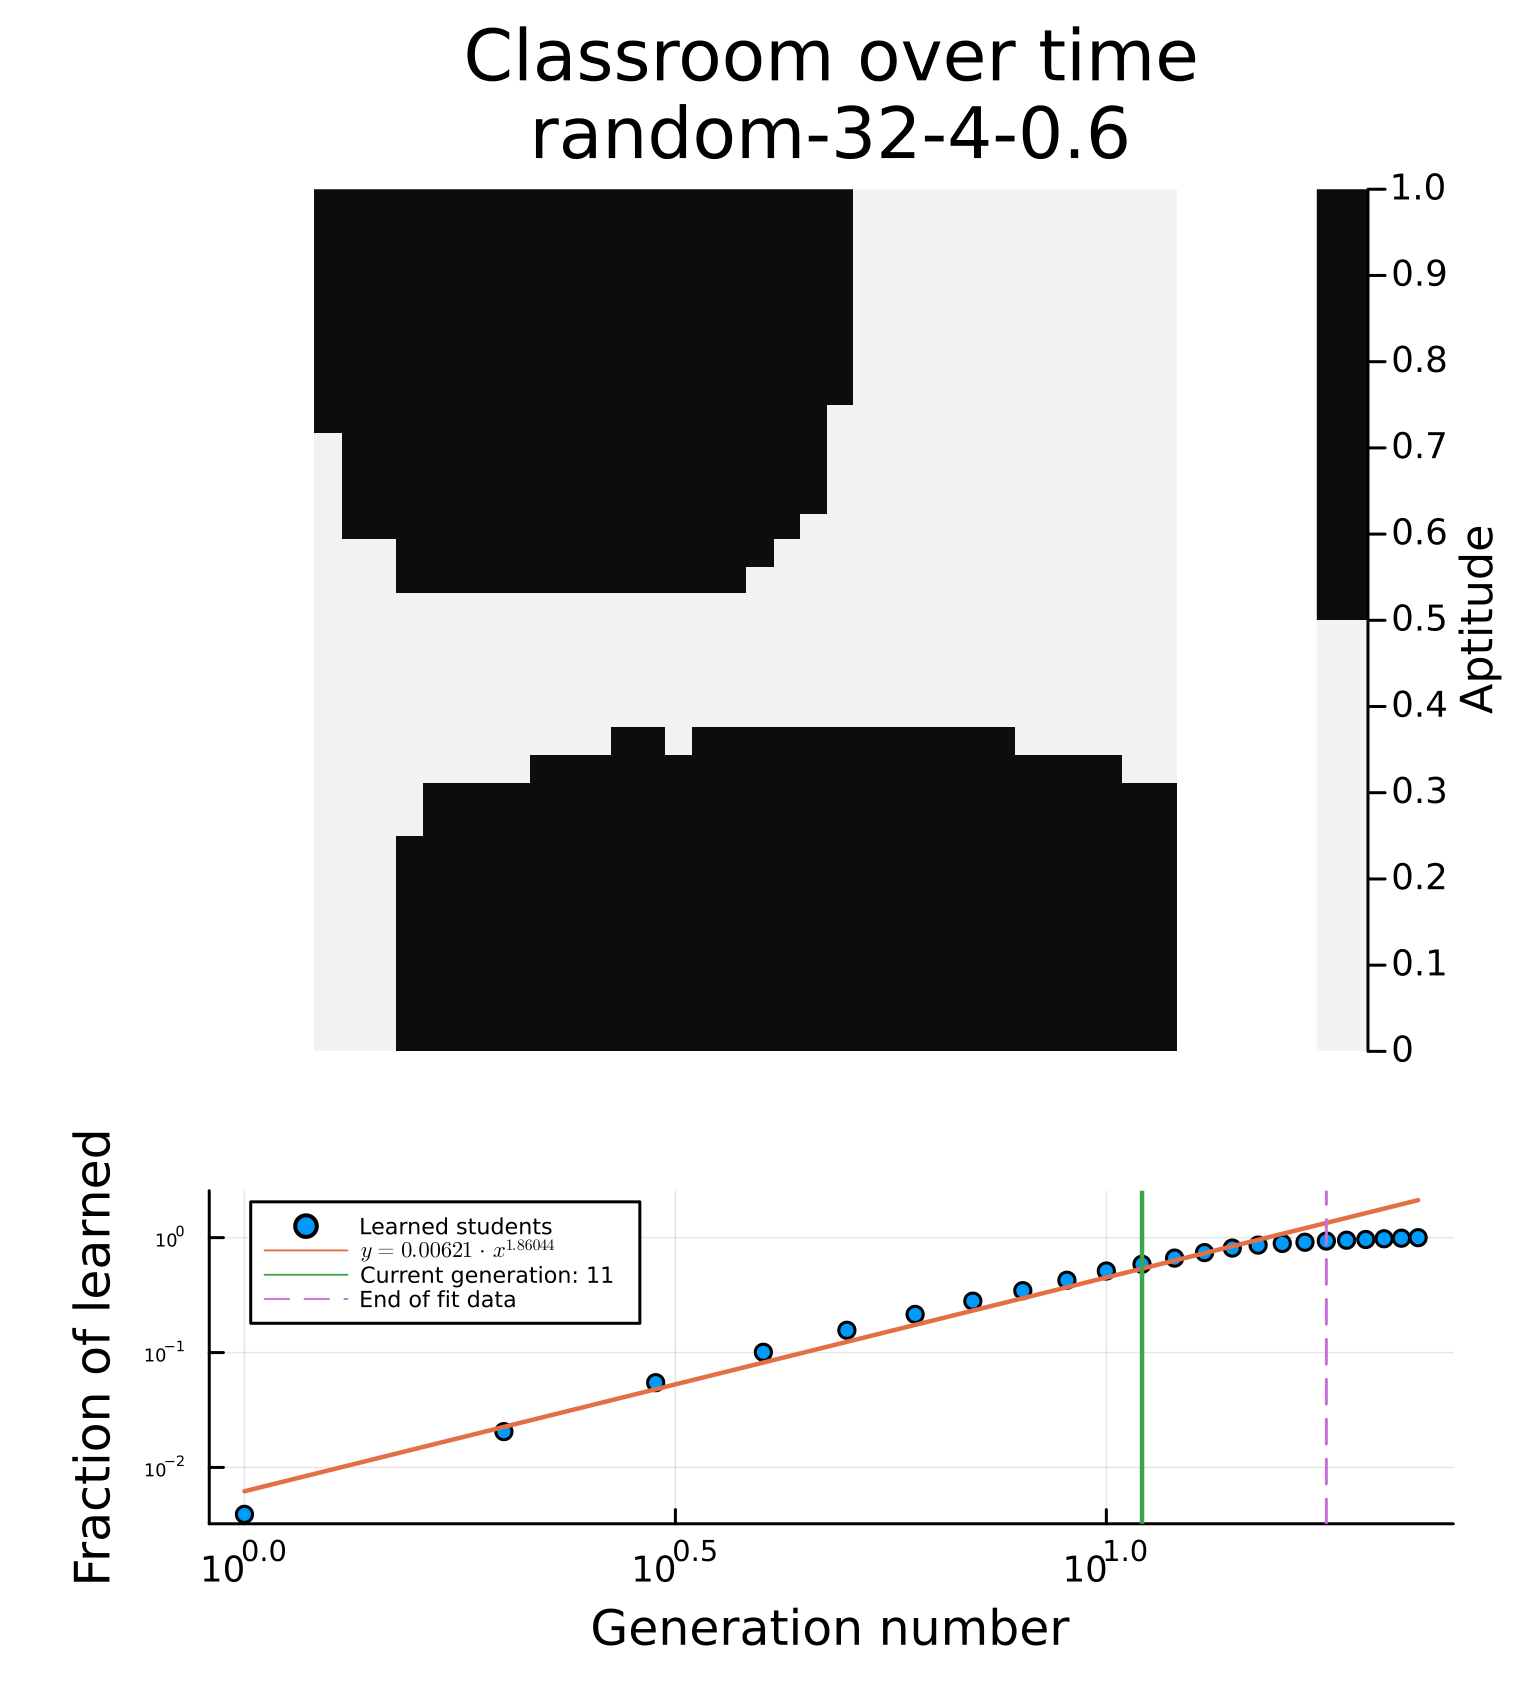 Classroom over time
random-32-4-0.6
1.0
0.9
0.8
0.7
0.6
0.5
0.4
0.3
0.2
0.1
0
Aptitude
Fraction of learned
10⁰
10⁻¹
10⁻²
Learned students
y = 0.00621 · x^1.86044
Current generation: 11
End of fit data
10^0.0
10^0.5
10^1.0
Generation number